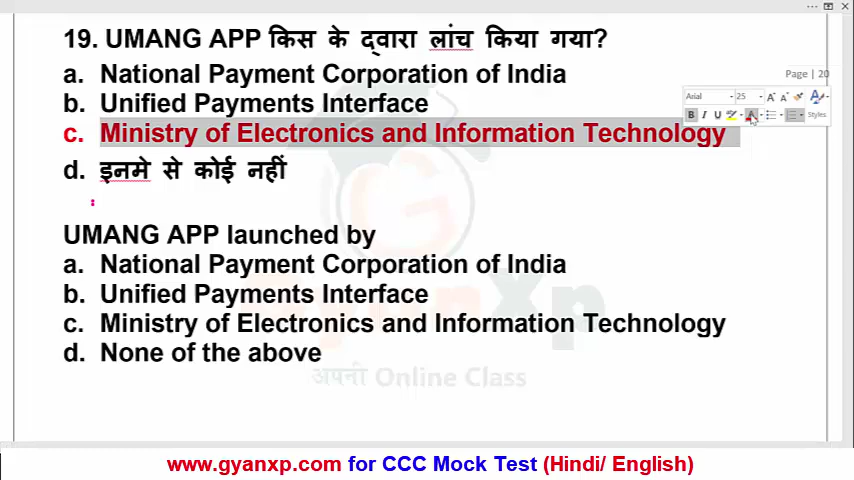 19. UMANG APP किस के द्वारा लांच किया गया?
a. National Payment Corporation of India
Page | 20
Arial 25
b. Unified Payments Interface
B I U A Styles
c. Ministry of Electronics and Information Technology
d. इनमे से कोई नहीं
UMANG APP launched by
a. National Payment Corporation of India
b. Unified Payments Interface
c. Ministry of Electronics and Information Technology
d. None of the above
GyanXp
अपनी Online Class
www.gyanxp.com for CCC Mock Test (Hindi/ English)